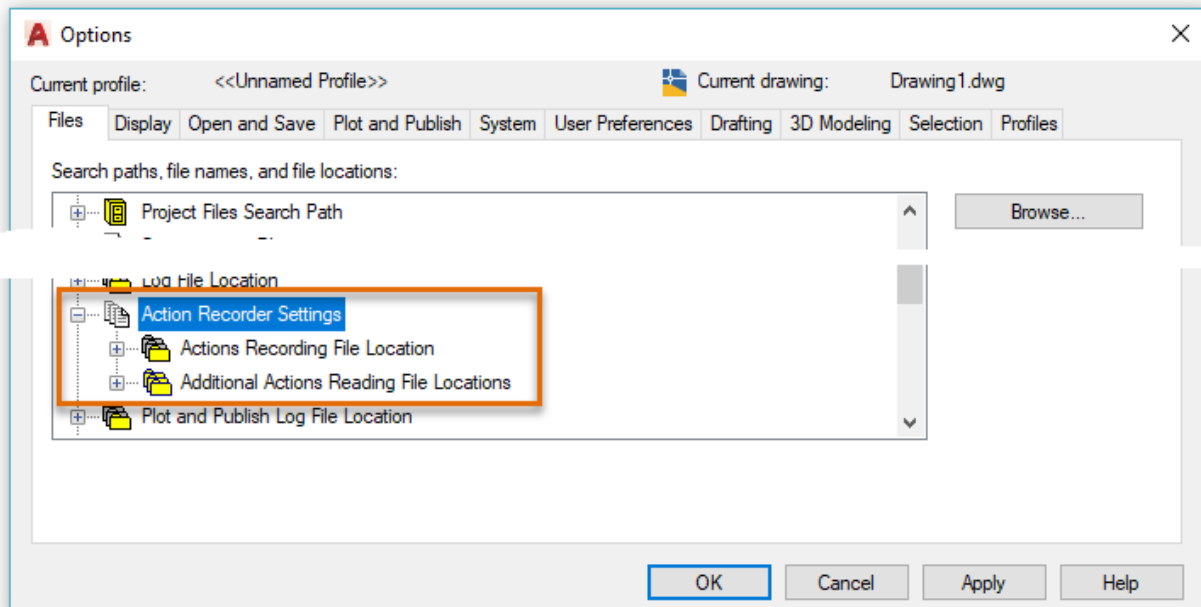 Options
Current profile: <<Unnamed Profile>> Current drawing: Drawing1.dwg
Files Display Open and Save Plot and Publish System User Preferences Drafting 3D Modeling Selection Profiles
Search paths, file names, and file locations:
Project Files Search Path
Browse...
Log File Location
Action Recorder Settings
Actions Recording File Location
Additional Actions Reading File Locations
Plot and Publish Log File Location
OK Cancel Apply Help